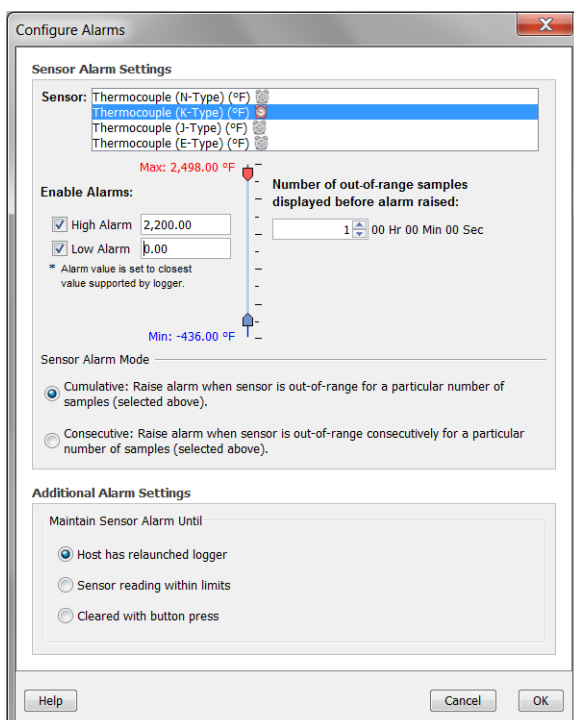 Configure Alarms
Sensor Alarm Settings
Sensor: Thermocouple (N-Type) (°F)
Thermocouple (K-Type) (°F)
Thermocouple (J-Type) (°F)
Thermocouple (E-Type) (°F)
Max: 2,498.00 °F
Enable Alarms:
High Alarm 2,200.00
Low Alarm 0.00
* Alarm value is set to closest
value supported by logger.
Min: -436.00 °F
Number of out-of-range samples
displayed before alarm raised:
1 00 Hr 00 Min 00 Sec
Sensor Alarm Mode
Cumulative: Raise alarm when sensor is out-of-range for a particular number of
samples (selected above).
Consecutive: Raise alarm when sensor is out-of-range consecutively for a particular
number of samples (selected above).
Additional Alarm Settings
Maintain Sensor Alarm Until
Host has relaunched logger
Sensor reading within limits
Cleared with button press
Help Cancel OK